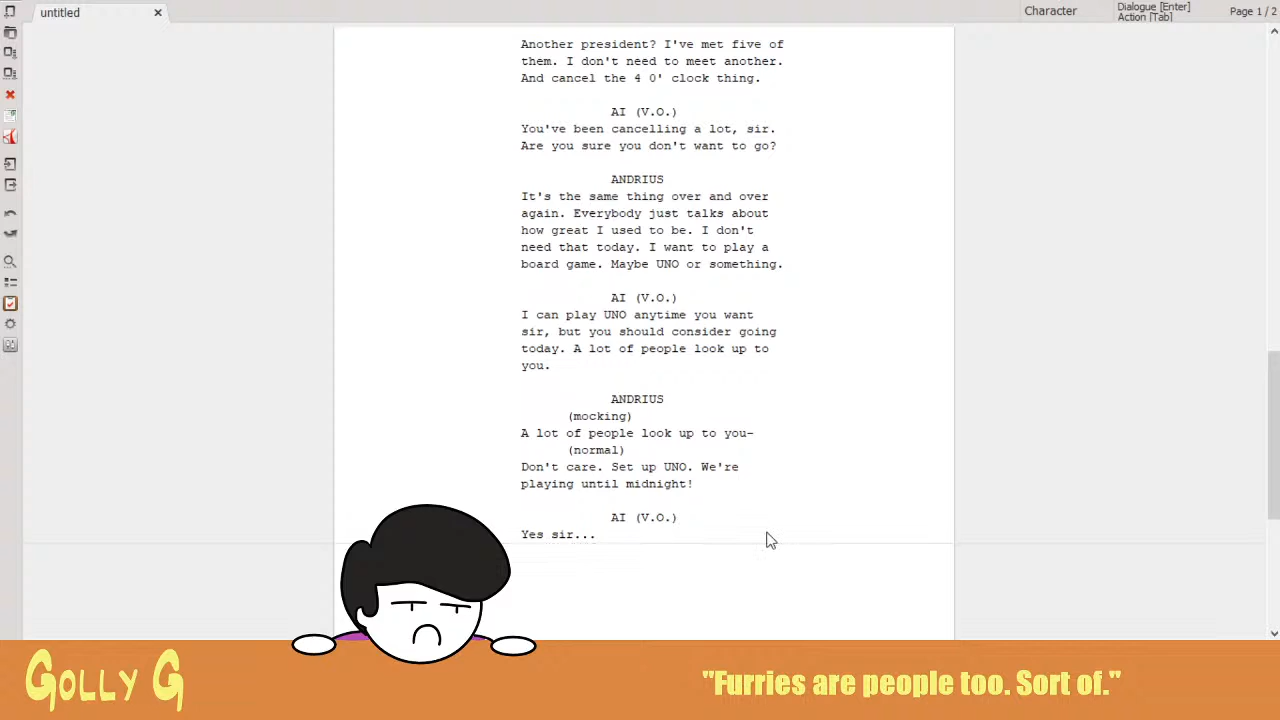 untitled
Character
Dialogue [Enter]
Action [Tab]
Page 1 / 2
Another president? I've met five of
them. I don't need to meet another.
And cancel the 4 O' clock thing.
AI (V.O.)
You've been cancelling a lot, sir.
Are you sure you don't want to go?
ANDRIUS
It's the same thing over and over
again. Everybody just talks about
how great I used to be. I don't
need that today. I want to play a
board game. Maybe UNO or something.
AI (V.O.)
I can play UNO anytime you want
sir, but you should consider going
today. A lot of people look up to
you.
ANDRIUS
(mocking)
A lot of people look up to you-
(normal)
Don't care. Set up UNO. We're
playing until midnight!
AI (V.O.)
Yes sir...
GOLLY G
"Furries are people too. Sort of."